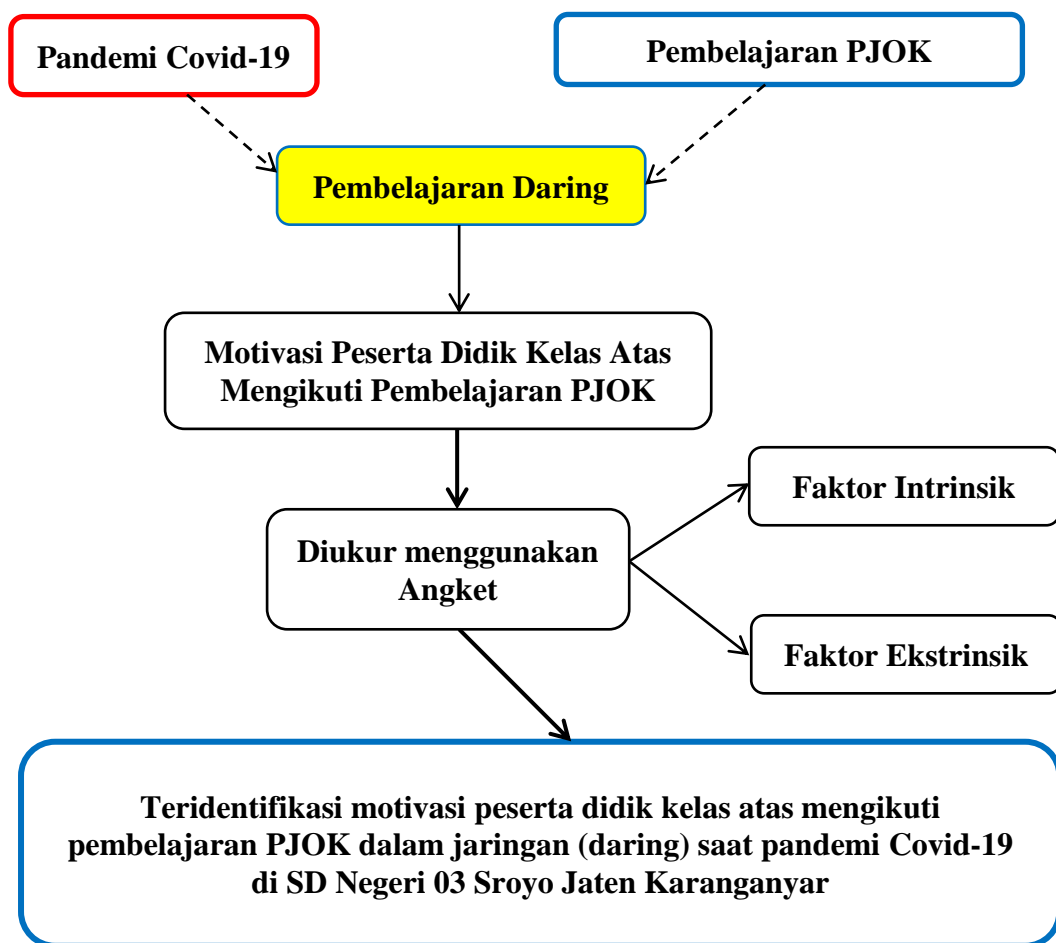 Pandemi Covid-19
Pembelajaran PJOK
Pembelajaran Daring
Motivasi Peserta Didik Kelas Atas
Mengikuti Pembelajaran PJOK
Faktor Intrinsik
Diukur menggunakan
Angket
Faktor Ekstrinsik
Teridentifikasi motivasi peserta didik kelas atas mengikuti
pembelajaran PJOK dalam jaringan (daring) saat pandemi Covid-19
di SD Negeri 03 Sroyo Jaten Karanganyar